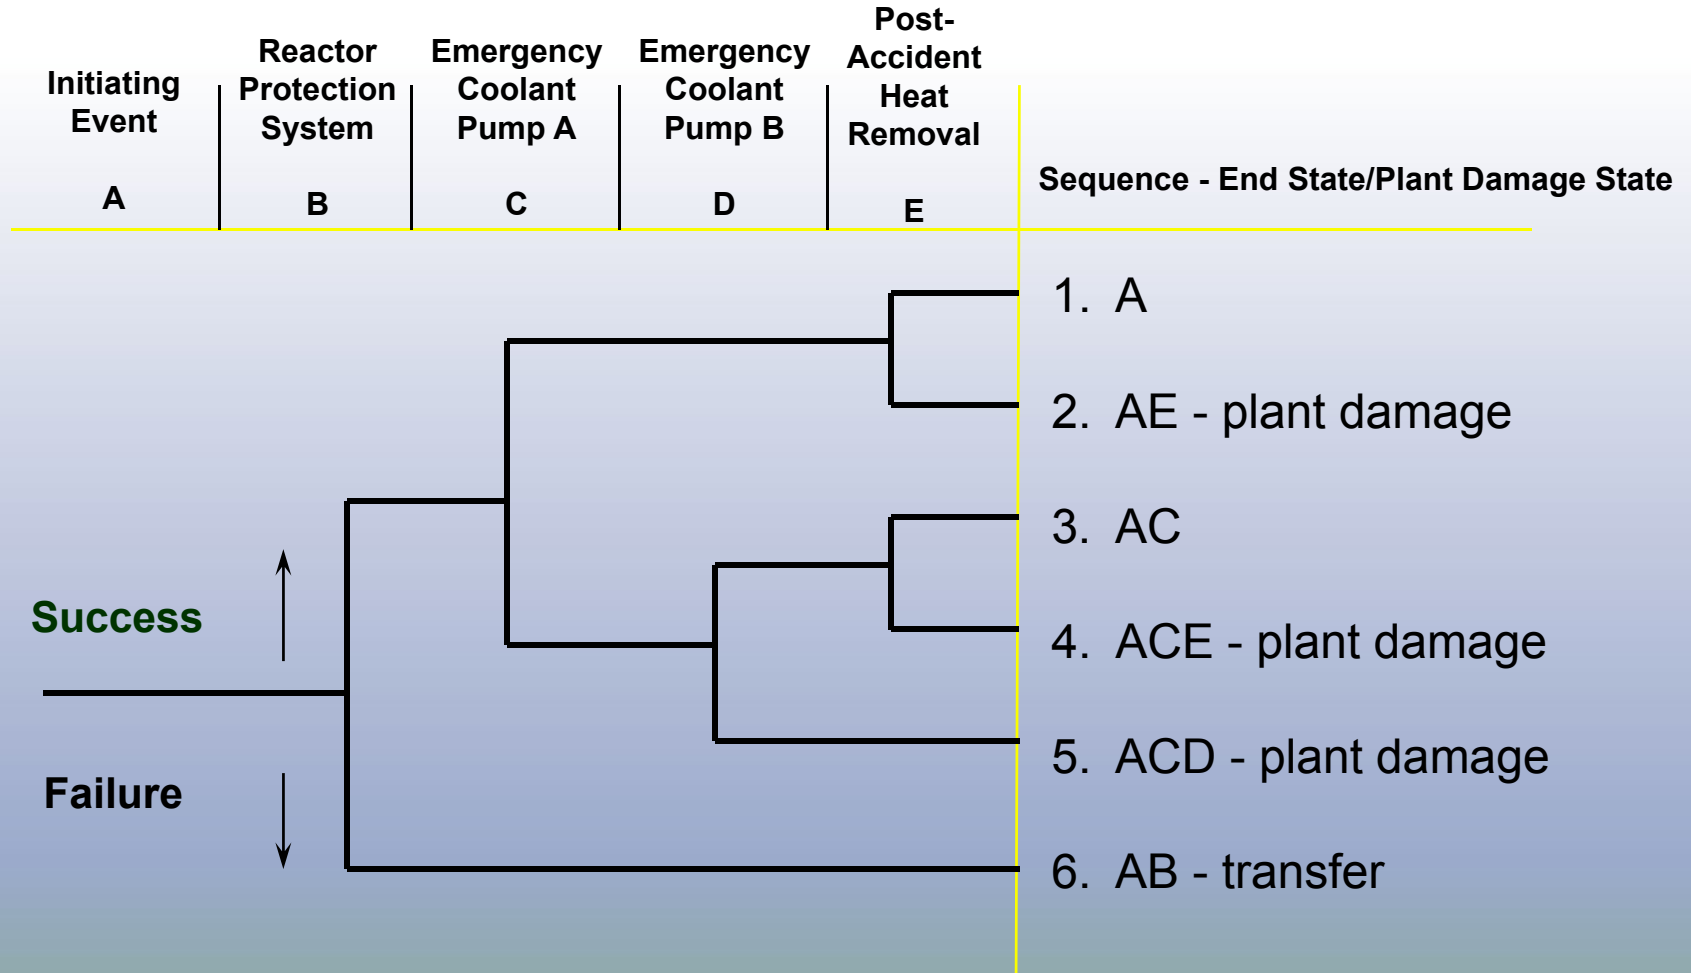 Initiating
Event
A
Reactor
Protection
System
B
Emergency
Coolant
Pump A
C
Emergency
Coolant
Pump B
D
Post-
Accident
Heat
Removal
E
Sequence - End State/Plant Damage State
1. A
2. AE - plant damage
3. AC
4. ACE - plant damage
5. ACD - plant damage
6. AB - transfer
Success
Failure